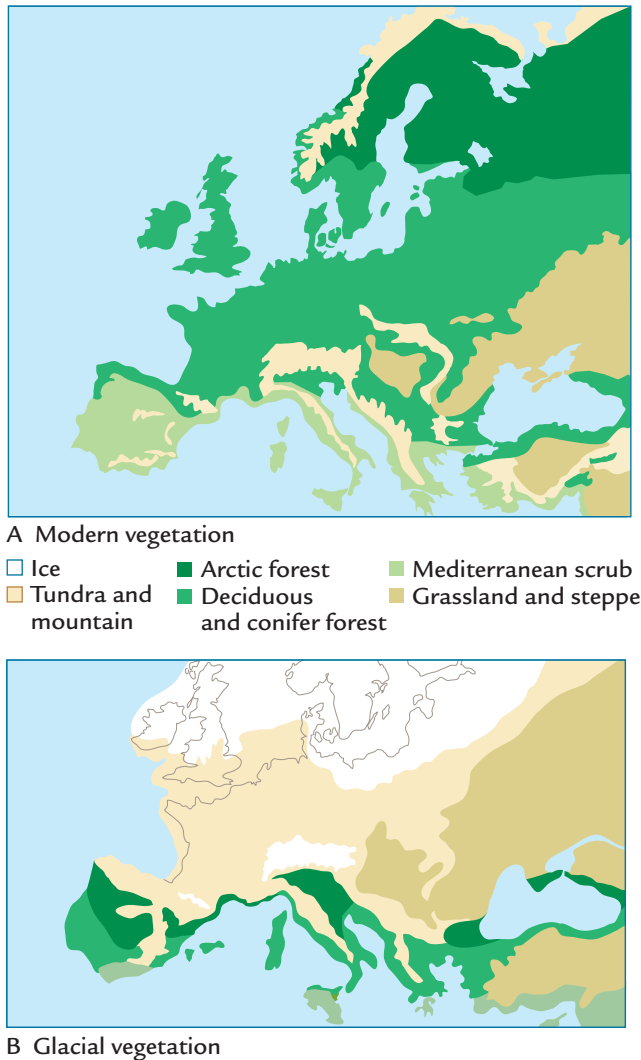 A Modern vegetation
Ice
Tundra and
mountain
Arctic forest
Deciduous
and conifer forest
Mediterranean scrub
Grassland and steppe
B Glacial vegetation